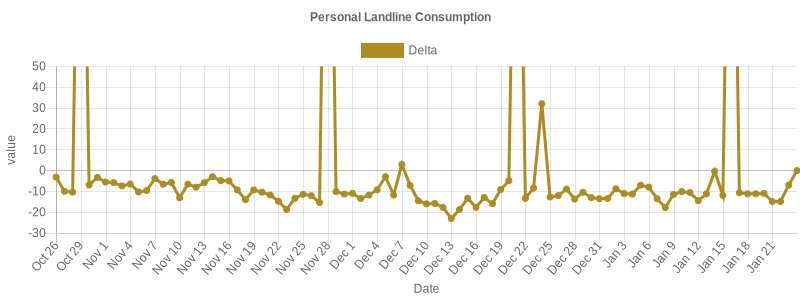 Personal Landline Consumption
Delta
value
50
40
30
20
10
0
-10
-20
-30
Oct 26
Oct 29
Nov 1
Nov 4
Nov 7
Nov 10
Nov 13
Nov 16
Nov 19
Nov 22
Nov 25
Nov 28
Dec 1
Dec 4
Dec 7
Dec 10
Dec 13
Dec 16
Dec 19
Dec 22
Dec 25
Dec 28
Dec 31
Jan 3
Jan 6
Jan 9
Jan 12
Jan 15
Jan 18
Jan 21
Date